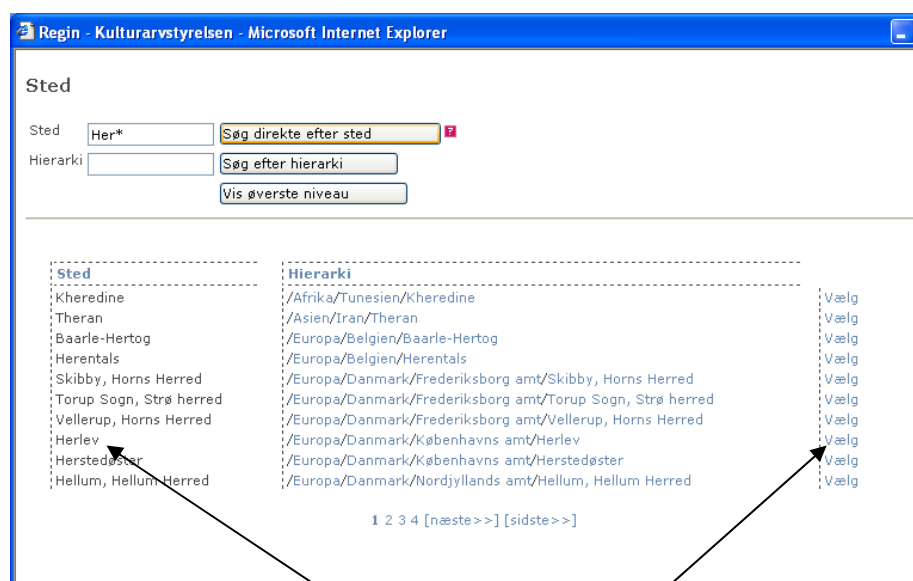 Regin - Kulturarvstyrelsen - Microsoft Internet Explorer
Sted
Sted Her* Søg direkte efter sted ?
Hierarki Søg efter hierarki
Vis øverste niveau
Sted Hierarki
Kheredine /Afrika/Tunesien/Kheredine Vælg
Theran /Asien/Iran/Theran Vælg
Baarle-Hertog /Europa/Belgien/Baarle-Hertog Vælg
Herentals /Europa/Belgien/Herentals Vælg
Skibby, Horns Herred /Europa/Danmark/Frederiksborg amt/Skibby, Horns Herred Vælg
Torup Sogn, Strø herred /Europa/Danmark/Frederiksborg amt/Torup Sogn, Strø herred Vælg
Vellerup, Horns Herred /Europa/Danmark/Frederiksborg amt/Vellerup, Horns Herred Vælg
Herlev /Europa/Danmark/Københavns amt/Herlev Vælg
Herstedøster /Europa/Danmark/Københavns amt/Herstedøster Vælg
Hellum, Hellum Herred /Europa/Danmark/Nordjyllands amt/Hellum, Hellum Herred Vælg
1 2 3 4 [næste>>] [sidste>>]